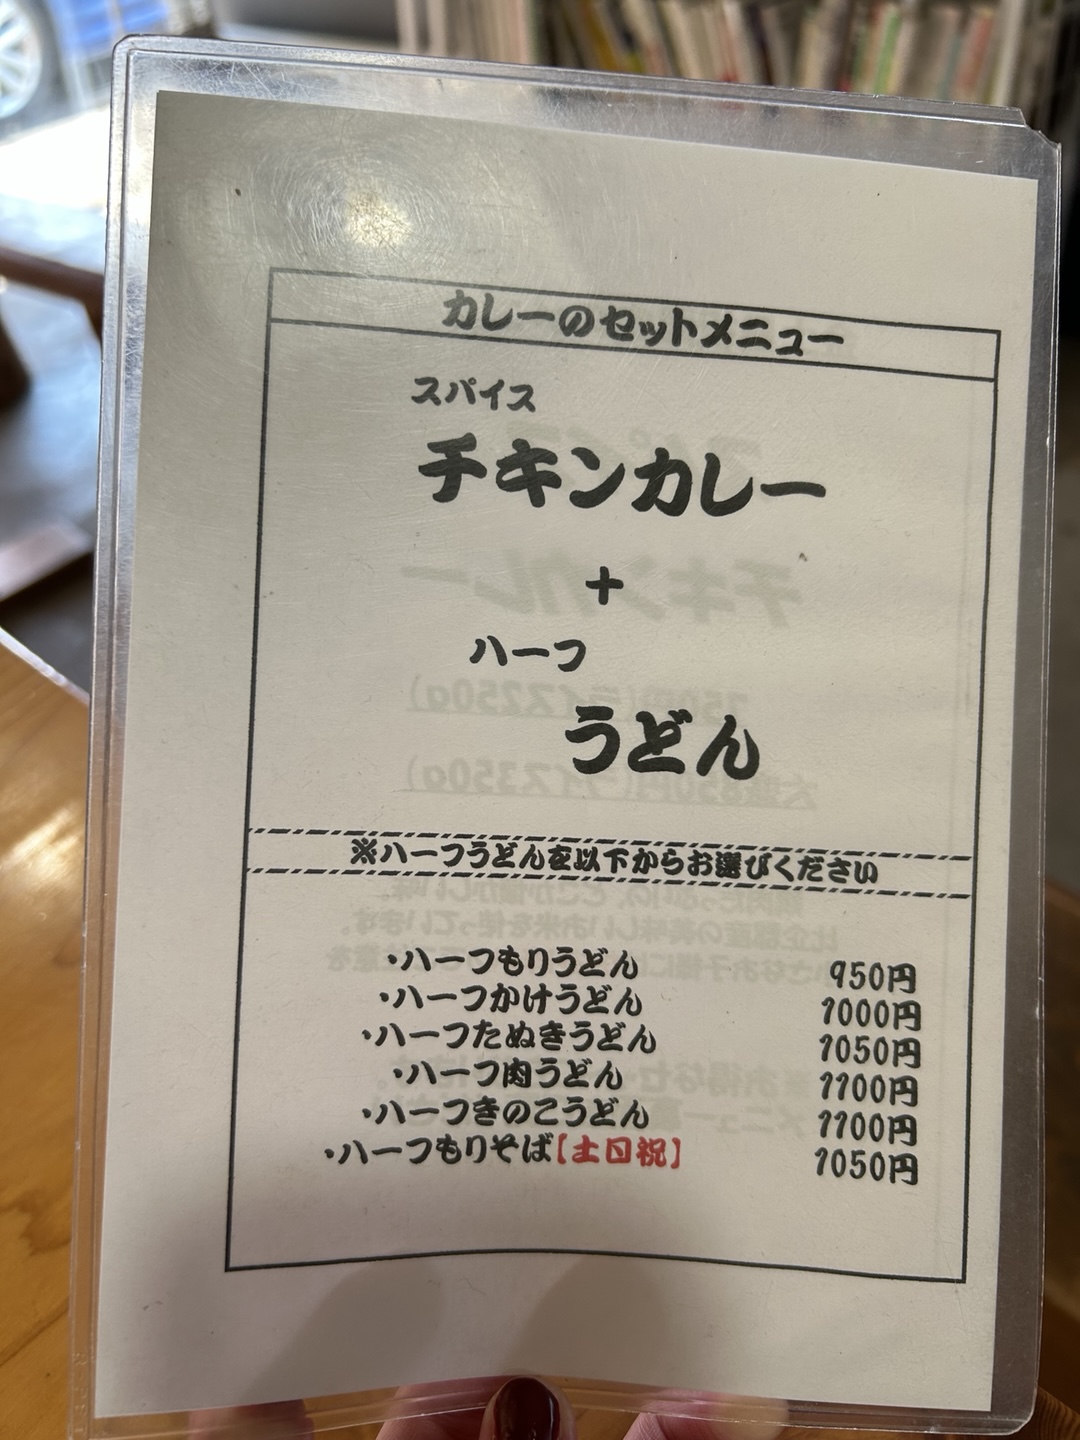 カレーのセットメニュー
スパイス
チキンカレー
+
ハーフ
うどん
※ハーフうどんを以下からお選びください
・ハーフもりうどん 950円
・ハーフかけうどん 1000円
・ハーフたぬきうどん 1050円
・ハーフ肉うどん 1100円
・ハーフきのこうどん 1100円
・ハーフもりそば【土日祝】 1050円